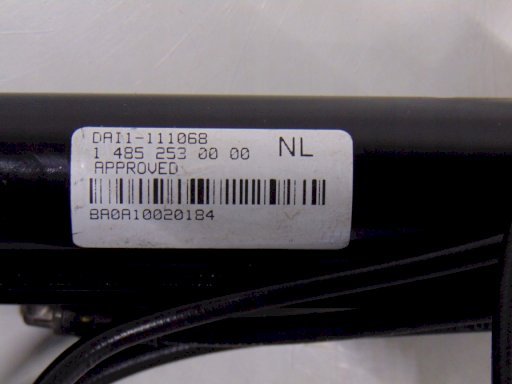 DAI1-111068
1 485 253 00 00 NL
APPROVED
BA0A10020184